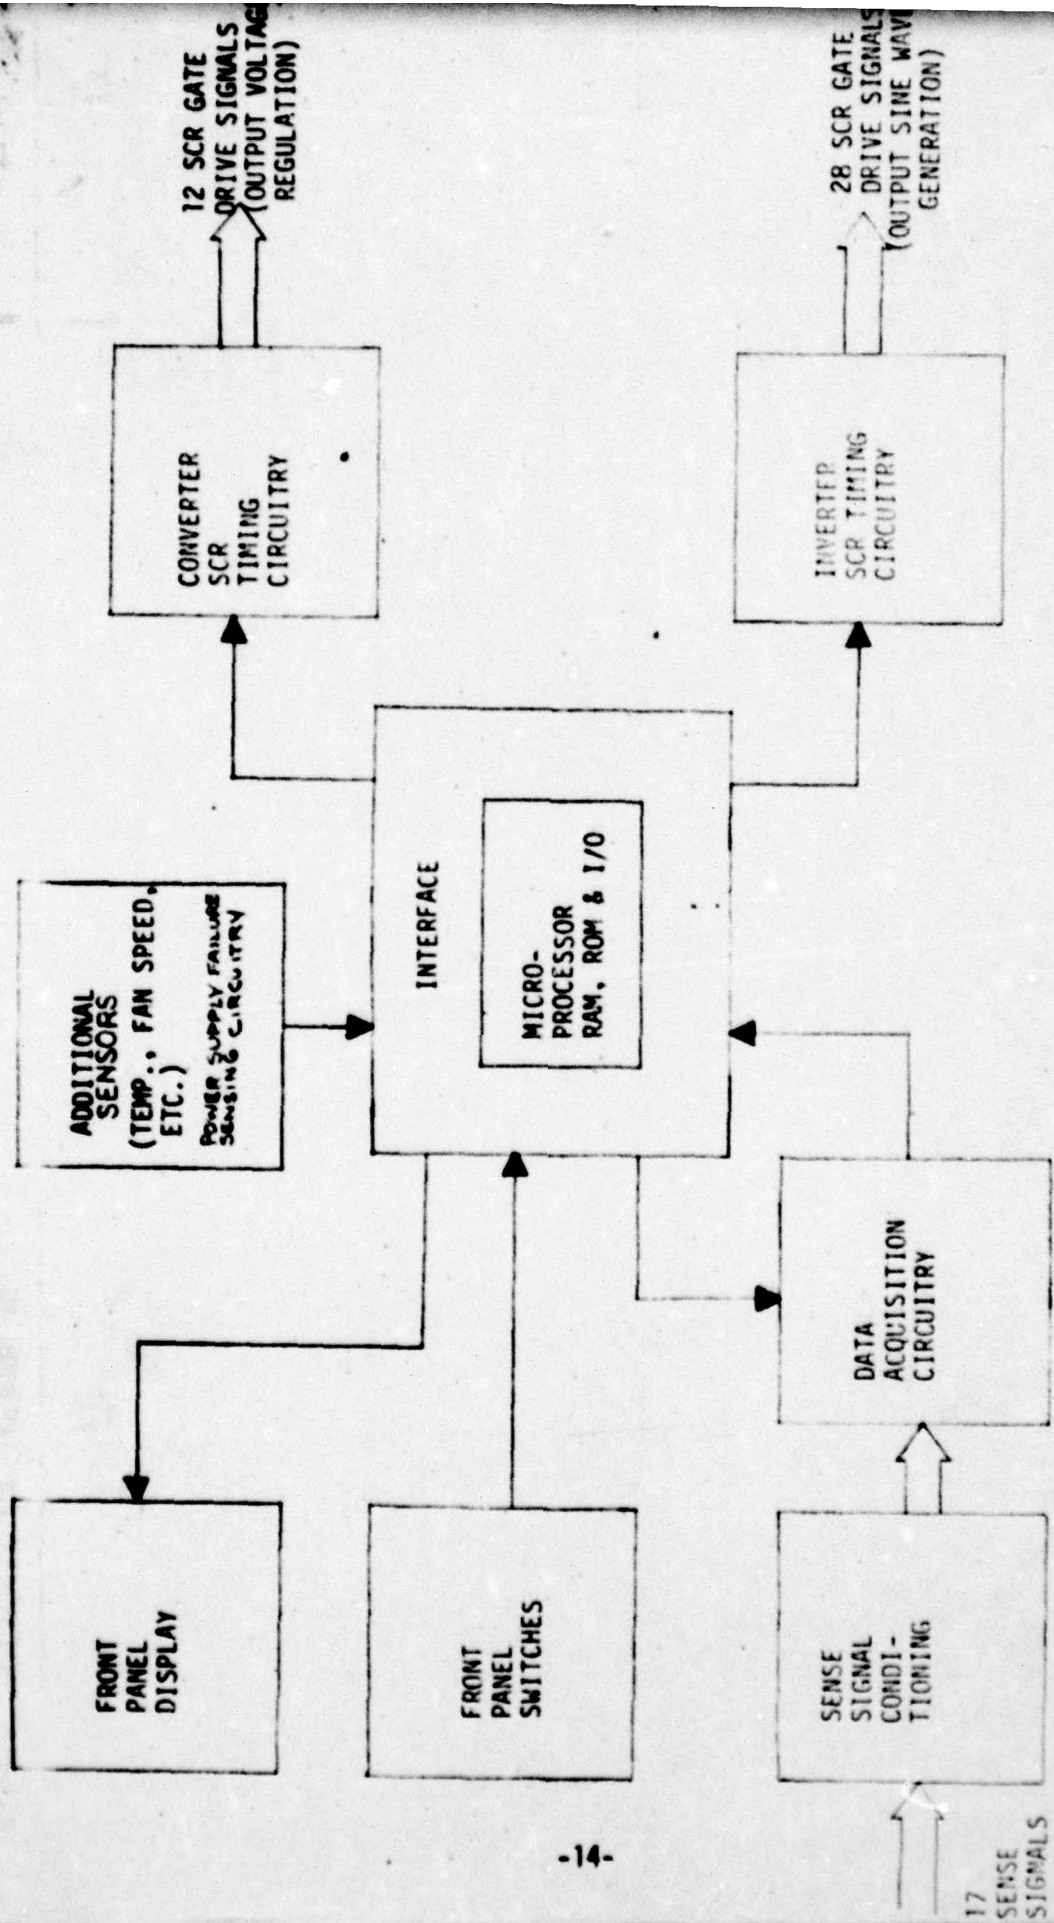 FRONT
PANEL
DISPLAY
ADDITIONAL
SENSORS
(TEMP., FAN SPEED,
ETC.)
POWER SUPPLY FAILURE
SENSING CIRCUITRY
CONVERTER
SCR
TIMING
CIRCUITRY
12 SCR GATE
DRIVE SIGNALS
(OUTPUT VOLTAG
REGULATION)
FRONT
PANEL
SWITCHES
INTERFACE
MICRO-
PROCESSOR
RAM, ROM & I/O
17
SENSE
SIGNALS
SENSE
SIGNAL
CONDI-
TIONING
DATA
ACQUISITION
CIRCUITRY
INVERTER
SCR TIMING
CIRCUITRY
28 SCR GATE
DRIVE SIGNALS
(OUTPUT SINE WAVE
GENERATION)
-14-